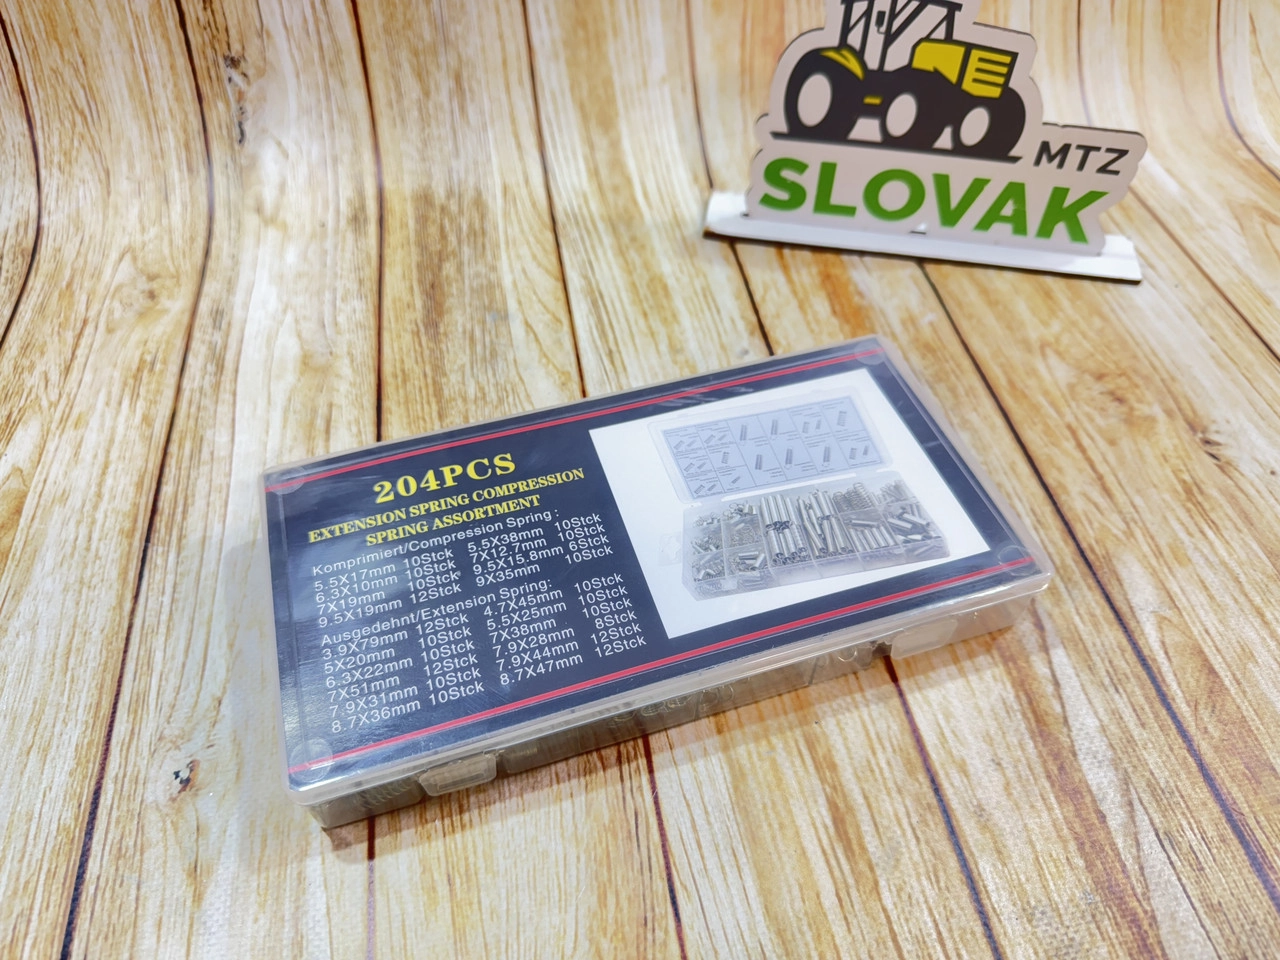 MTZ
SLOVAK
204PCS
EXTENSION SPRING COMPRESSION
SPRING ASSORTMENT
Komprimiert/Compression Spring:
5.5X17mm 10Stck 5.5X38mm 10Stck
6.3X10mm 10Stck 7X12.7mm 10Stck
7X19mm 10Stck 9.5X15.8mm 6Stck
9.5X19mm 12Stck 9X35mm 10Stck
Ausgedehnt/Extension Spring:
3.9X79mm 12Stck 4.7X45mm 10Stck
5X20mm 10Stck 5.5X25mm 10Stck
6.3X22mm 10Stck 7X38mm 10Stck
7X51mm 12Stck 7.9X28mm 8Stck
7.9X31mm 10Stck 7.9X44mm 12Stck
8.7X36mm 10Stck 8.7X47mm 12Stck